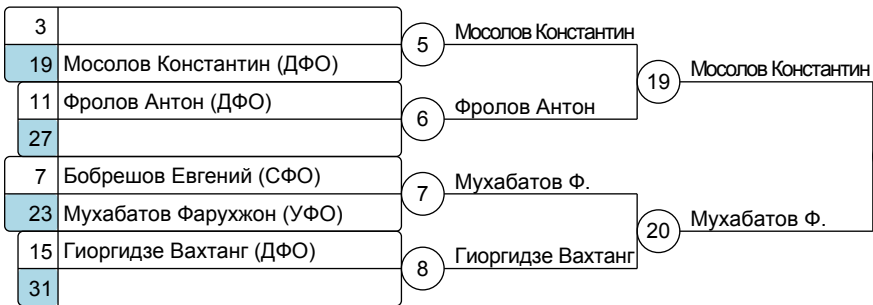 3
19 Мосолов Константин (ДФО)
11 Фролов Антон (ДФО)
27
7 Бобрешов Евгений (СФО)
23 Мухабатов Фарухжон (УФО)
15 Гиоргидзе Вахтанг (ДФО)
31
5 Мосолов Константин
6 Фролов Антон
7 Мухабатов Ф.
8 Гиоргидзе Вахтанг
19 Мосолов Константин
20 Мухабатов Ф.